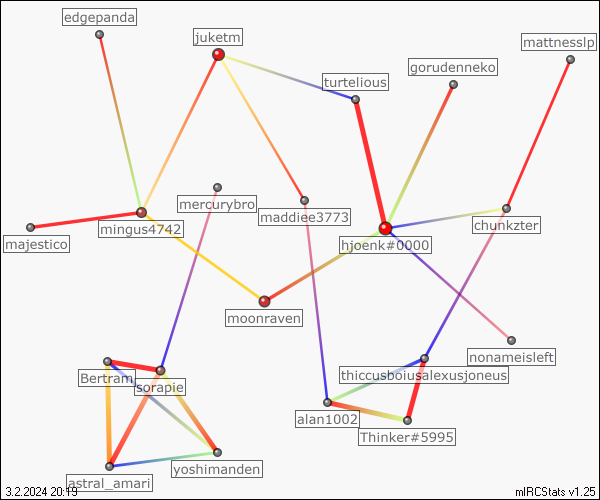 edgepanda
juketm
mattnesslp
gorudenneko
turtelious
mercurybro
maddiee3773
chunkzter
mingus4742
majestico
hjoenk#0000
moonraven
nonameisleft
thiccusboiusalexusjoneus
Bertram
sorapie
alan1002
Thinker#5995
yoshimanden
astral_amari
3.2.2024 20:19
mIRCStats v1.25